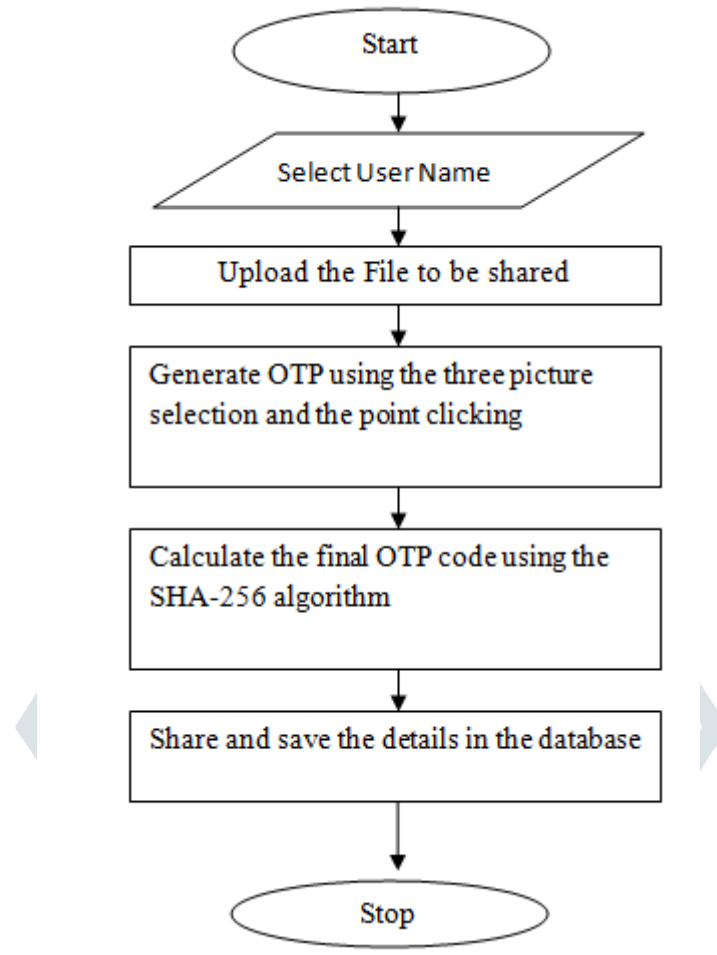 Start
Select User Name
Upload the File to be shared
Generate OTP using the three picture
selection and the point clicking
Calculate the final OTP code using the
SHA-256 algorithm
Share and save the details in the database
Stop